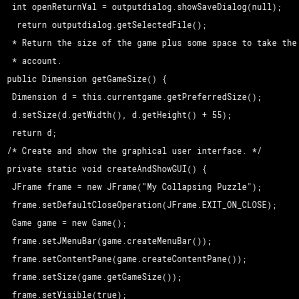 int openReturnVal = outputdialog.showSaveDialog(null);
return outputdialog.getSelectedFile();
* Return the size of the game plus some space to take the
* account.
public Dimension getGameSize() {
Dimension d = this.currentgame.getPreferredSize();
d.setSize(d.getWidth(), d.getHeight() + 55);
return d;
/* Create and show the graphical user interface. */
private static void createAndShowGUI() {
JFrame frame = new JFrame("My Collapsing Puzzle");
frame.setDefaultCloseOperation(JFrame.EXIT_ON_CLOSE);
Game game = new Game();
frame.setJMenuBar(game.createMenuBar());
frame.setContentPane(game.createContentPane());
frame.setSize(game.getGameSize());
frame.setVisible(true);